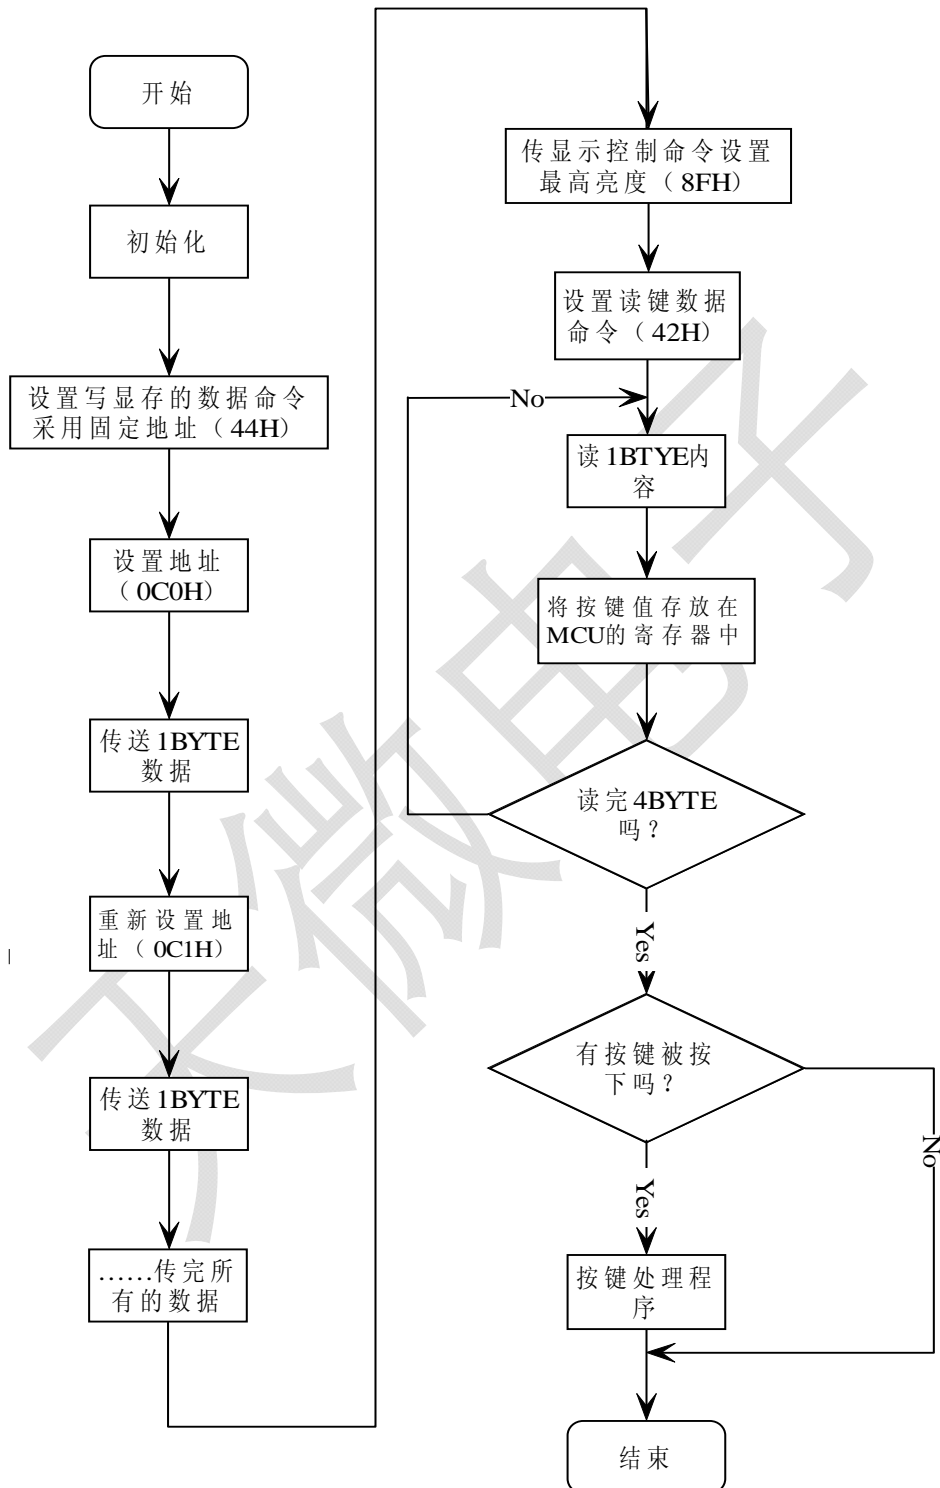 开始
初始化
设置写显存的数据命令
采用固定地址（44H）
设置地址
（0C0H）
传送1BYTE
数据
重新设置地
址（0C1H）
传送1BYTE
数据
……传完所
有的数据
传显示控制命令设置
最高亮度（8FH）
设置读键数据
命令（42H）
No
读1BTYE内
容
将按键值存放在
MCU的寄存器中
读完4BYTE
吗？
Yes
有按键被按
下吗？
No
Yes
按键处理程
序
结束
天微电子